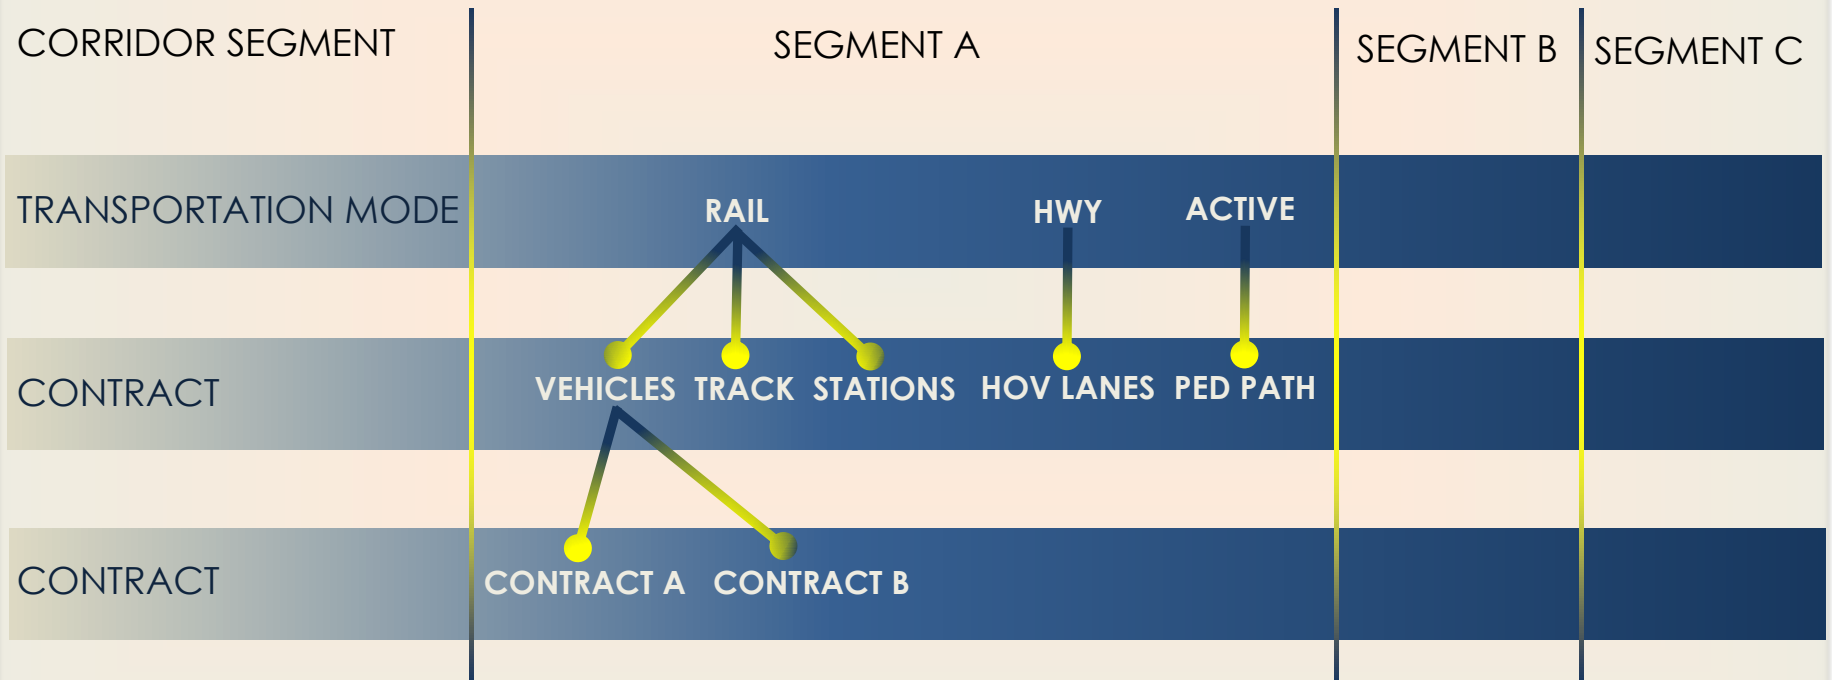 CORRIDOR SEGMENT
SEGMENT A
SEGMENT B
SEGMENT C
TRANSPORTATION MODE
RAIL
HWY
ACTIVE
CONTRACT
VEHICLES
TRACK
STATIONS
HOV LANES
PED PATH
CONTRACT
CONTRACT A
CONTRACT B